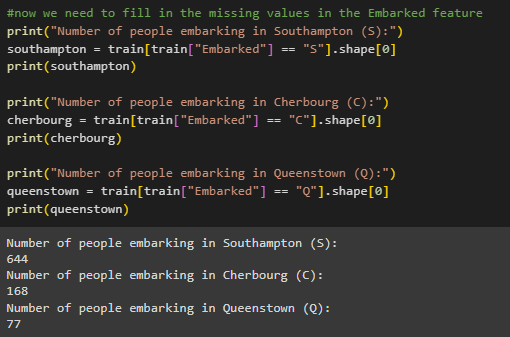 #now we need to fill in the missing values in the Embarked feature
print("Number of people embarking in Southampton (S):")
southampton = train[train["Embarked"] == "S"].shape[0]
print(southampton)

print("Number of people embarking in Cherbourg (C):")
cherbourg = train[train["Embarked"] == "C"].shape[0]
print(cherbourg)

print("Number of people embarking in Queenstown (Q):")
queenstown = train[train["Embarked"] == "Q"].shape[0]
print(queenstown)

Number of people embarking in Southampton (S):
644
Number of people embarking in Cherbourg (C):
168
Number of people embarking in Queenstown (Q):
77